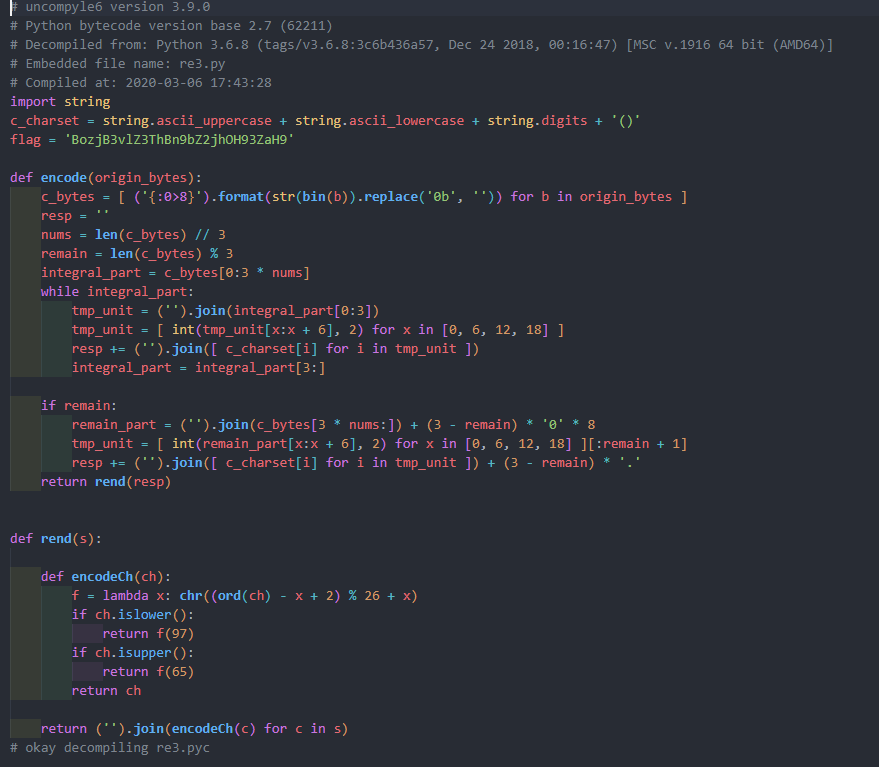 # uncompyle6 version 3.9.0
# Python bytecode version base 2.7 (62211)
# Decompiled from: Python 3.6.8 (tags/v3.6.8:3c6b436a57, Dec 24 2018, 00:16:47) [MSC v.1916 64 bit (AMD64)]
# Embedded file name: re3.py
# Compiled at: 2020-03-06 17:43:28
import string
c_charset = string.ascii_uppercase + string.ascii_lowercase + string.digits + '()'
flag = 'BozjB3vlZ3ThBn9bZ2jhOH93ZaH9'

def encode(origin_bytes):
    c_bytes = [ ('{:0>8}').format(str(bin(b)).replace('0b', '')) for b in origin_bytes ]
    resp = ''
    nums = len(c_bytes) // 3
    remain = len(c_bytes) % 3
    integral_part = c_bytes[0:3 * nums]
    while integral_part:
        tmp_unit = ('').join(integral_part[0:3])
        tmp_unit = [ int(tmp_unit[x:x + 6], 2) for x in [0, 6, 12, 18] ]
        resp += ('').join([ c_charset[i] for i in tmp_unit ])
        integral_part = integral_part[3:]

    if remain:
        remain_part = ('').join(c_bytes[3 * nums:]) + (3 - remain) * '0' * 8
        tmp_unit = [ int(remain_part[x:x + 6], 2) for x in [0, 6, 12, 18] ][:remain + 1]
        resp += ('').join([ c_charset[i] for i in tmp_unit ]) + (3 - remain) * '.'
    return rend(resp)


def rend(s):

    def encodeCh(ch):
        f = lambda x: chr((ord(ch) - x + 2) % 26 + x)
        if ch.islower():
            return f(97)
        if ch.isupper():
            return f(65)
        return ch

    return ('').join(encodeCh(c) for c in s)
# okay decompiling re3.pyc